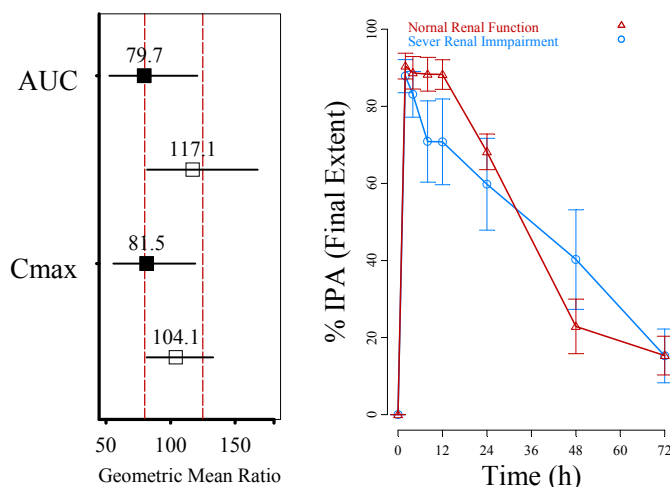 79.7
AUC
117.1
81.5
Cmax
104.1
50 100 150
Geometric Mean Ratio
Nornal Renal Function
Sever Renal Immpairment
% IPA (Final Extent)
100
80
60
40
20
0
0 12 24 36 48 60 72
Time (h)